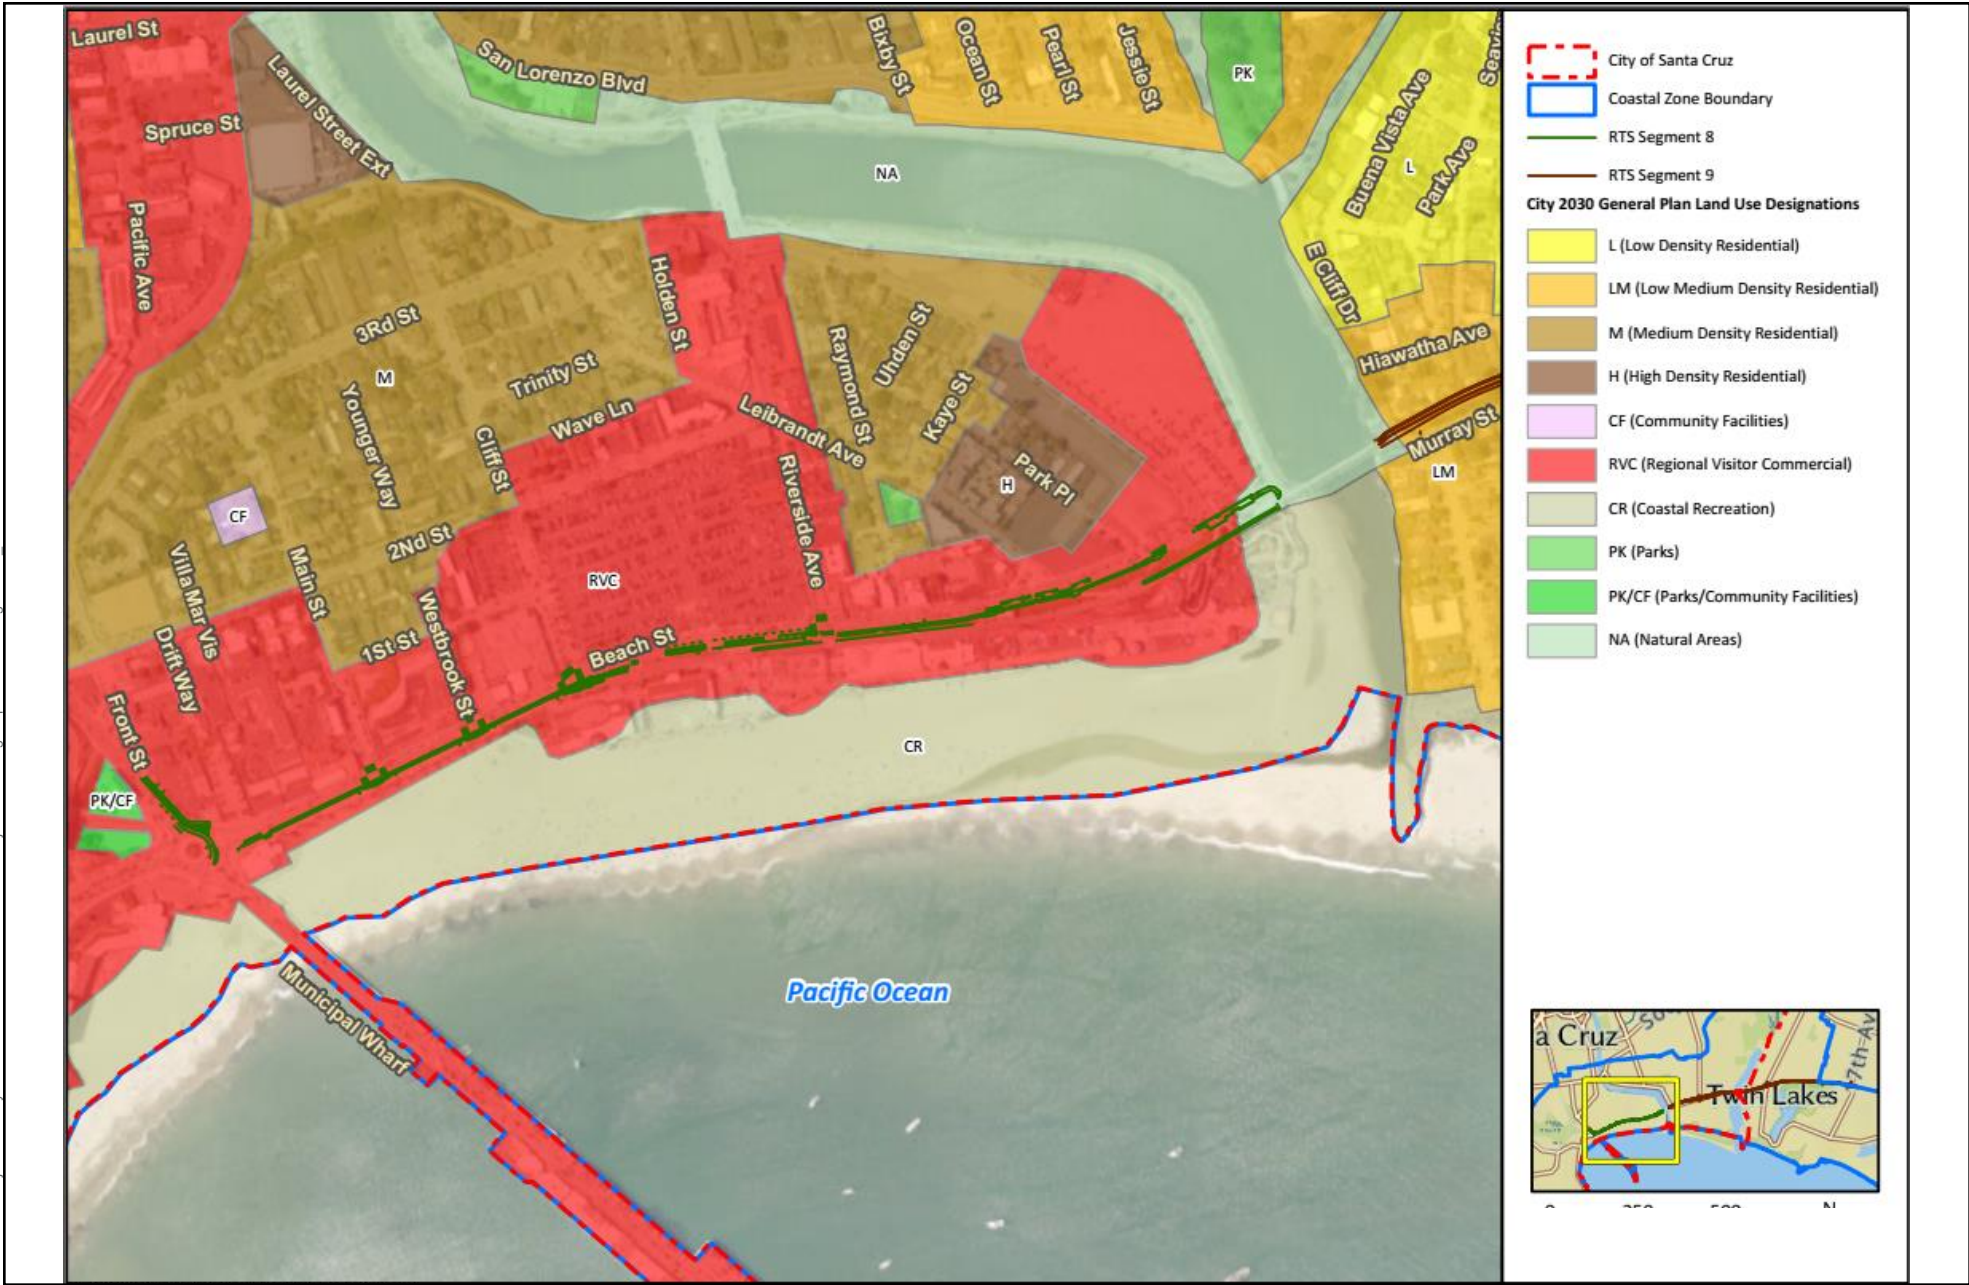 Laurel St
Laurel Street Ext
San Lorenzo Blvd
Bixby St
Ocean St
Pearl St
Jessie St
PK
Spruce St
NA
Buena Vista Ave
L
Park Ave
Pacific Ave
E Cliff Dr
Holden St
3Rd St
M
Trinity St
Younger Way
Wave Ln
Raymond St
Uhden St
Kaye St
Leibrandt Ave
Hiawatha Ave
Murray St
LM
Cliff St
Riverside Ave
H
Park Pl
CF
2Nd St
Villa Mar Vis
Main St
RVC
Westbrook St
1St St
Beach St
Drift Way
Front St
PK/CF
CR
Municipal Wharf
Pacific Ocean
City of Santa Cruz
Coastal Zone Boundary
RTS Segment 8
RTS Segment 9
City 2030 General Plan Land Use Designations
L (Low Density Residential)
LM (Low Medium Density Residential)
M (Medium Density Residential)
H (High Density Residential)
CF (Community Facilities)
RVC (Regional Visitor Commercial)
CR (Coastal Recreation)
PK (Parks)
PK/CF (Parks/Community Facilities)
NA (Natural Areas)
a Cruz
Twin Lakes
7th Av